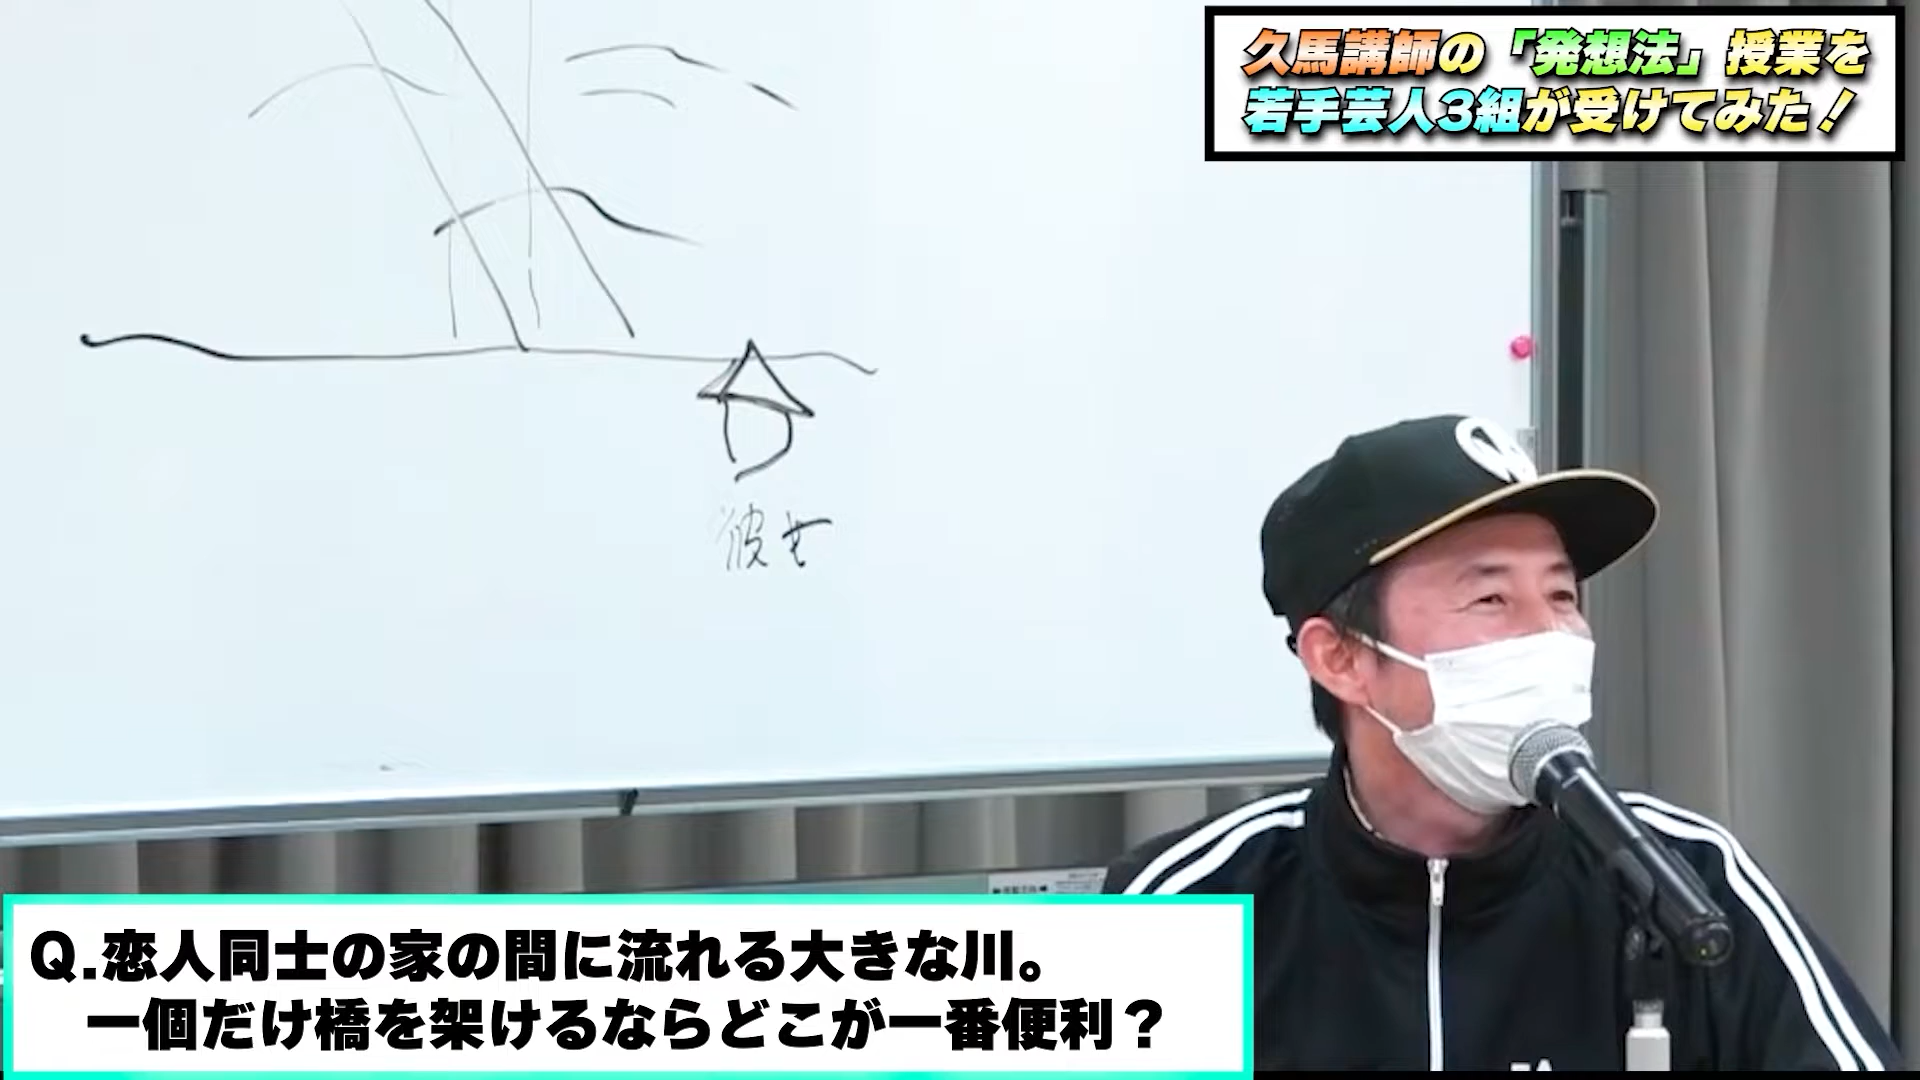 久馬講師の「発想法」授業を
若手芸人3組が受けてみた！
彼女
Q.恋人同士の家の間に流れる大きな川。
一個だけ橋を架けるならどこが一番便利？